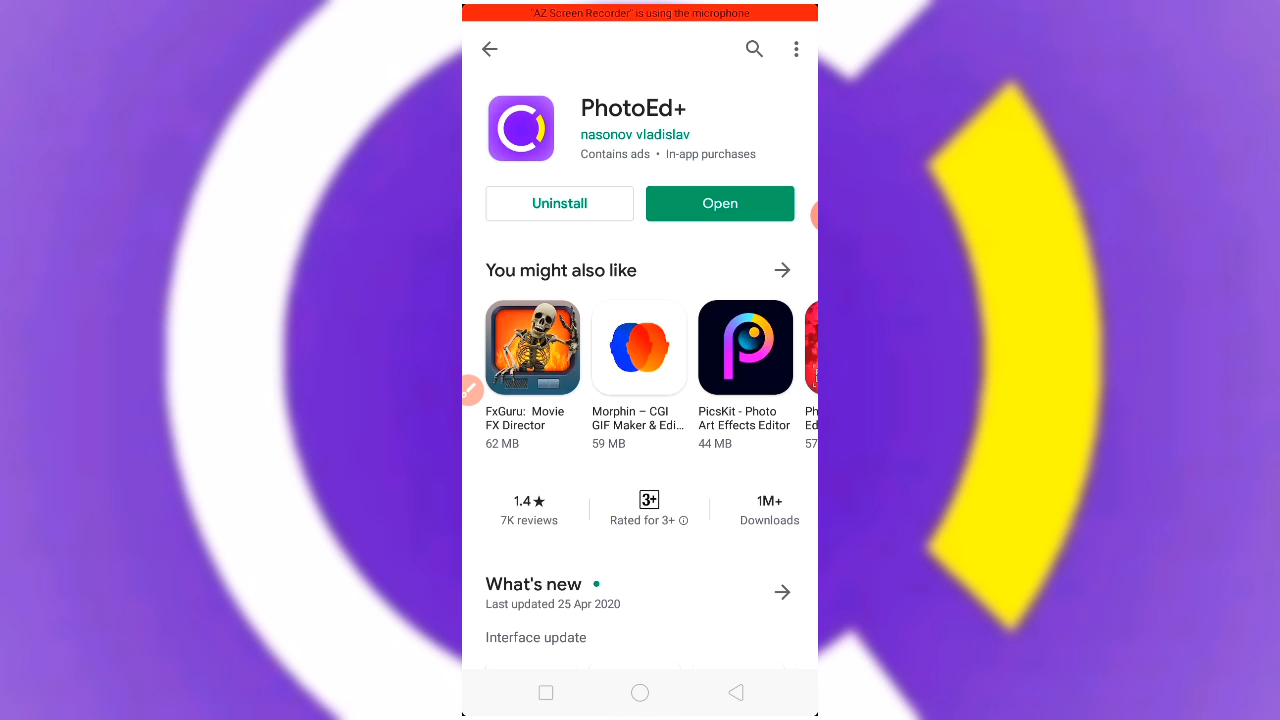 "AZ Screen Recorder" is using the microphone
PhotoEd+
nasonov vladislav
Contains ads • In-app purchases
Uninstall
Open
You might also like
FxGuru: Movie
FX Director
62 MB
Morphin – CGI
GIF Maker & Edi...
59 MB
PicsKit - Photo
Art Effects Editor
44 MB
Ph
Ed
57
1.4★
7K reviews
3+
Rated for 3+
1M+
Downloads
What's new
Last updated 25 Apr 2020
Interface update